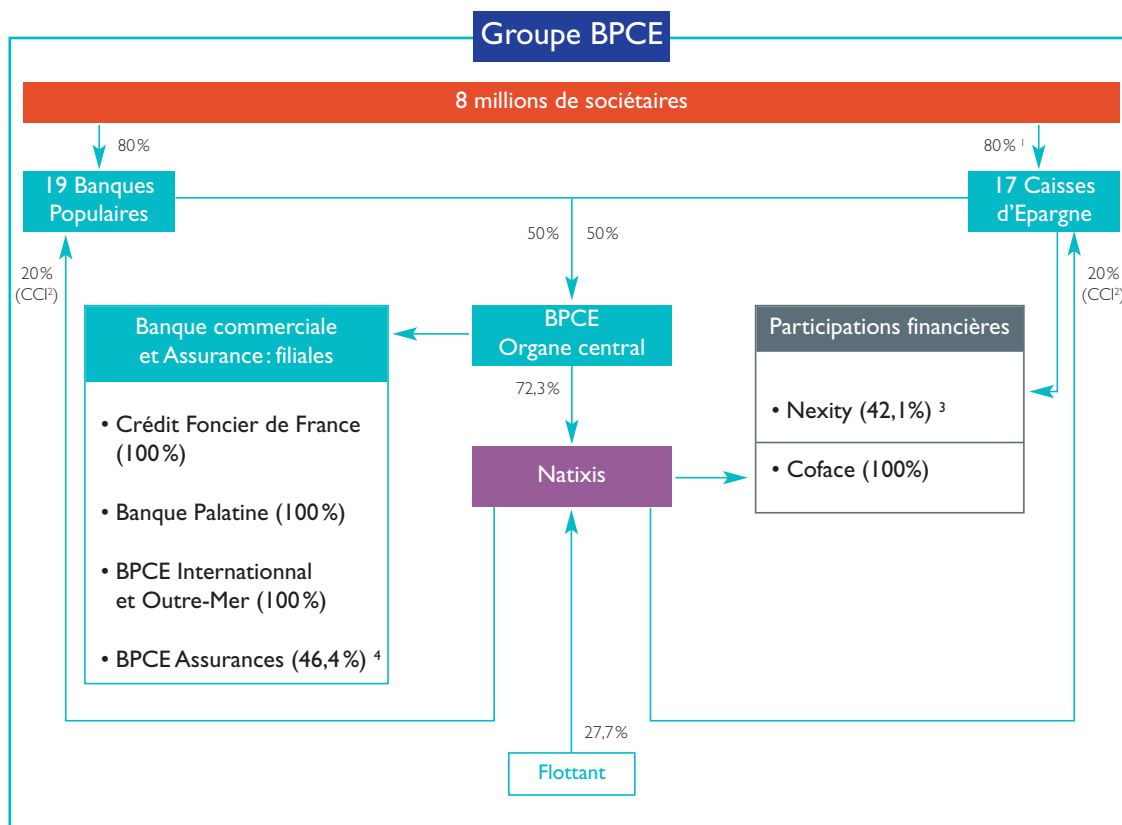 Groupe BPCE
8 millions de sociétaires
80%
80% ¹
19 Banques
Populaires
17 Caisses
d'Epargne
50%
50%
20%
(CCI²)
20%
(CCI²)
Banque commerciale
et Assurance : filiales
• Crédit Foncier de France
(100%)
• Banque Palatine (100%)
• BPCE Internationnal
et Outre-Mer (100%)
• BPCE Assurances (46,4%) ⁴
BPCE
Organe central
72,3%
Natixis
Participations financières
• Nexity (42,1%) ³
• Coface (100%)
27,7%
Flottant